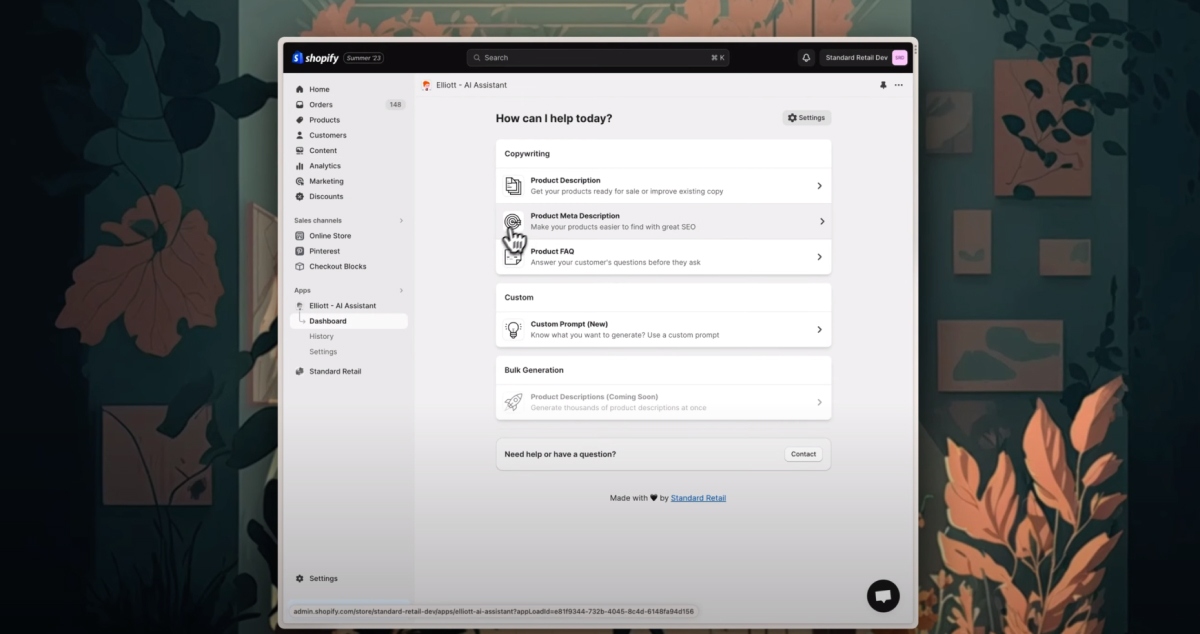 shopify Summer '23
Search
⌘ K
Standard Retail Dev
SRD
Home
Orders 148
Products
Customers
Content
Analytics
Marketing
Discounts
Sales channels
Online Store
Pinterest
Checkout Blocks
Apps
Elliott - AI Assistant
Dashboard
History
Settings
Standard Retail
Settings
Elliott - AI Assistant
How can I help today?
Settings
Copywriting
Product Description
Get your products ready for sale or improve existing copy
Product Meta Description
Make your products easier to find with great SEO
Product FAQ
Answer your customer's questions before they ask
Custom
Custom Prompt (New)
Know what you want to generate? Use a custom prompt
Bulk Generation
Product Descriptions (Coming Soon)
Generate thousands of product descriptions at once
Need help or have a question?
Contact
Made with ♥ by Standard Retail
admin.shopify.com/store/standard-retail-dev/apps/elliott-ai-assistant?appLoadId=e81f9344-732b-4045-8c4d-6148fa94d156